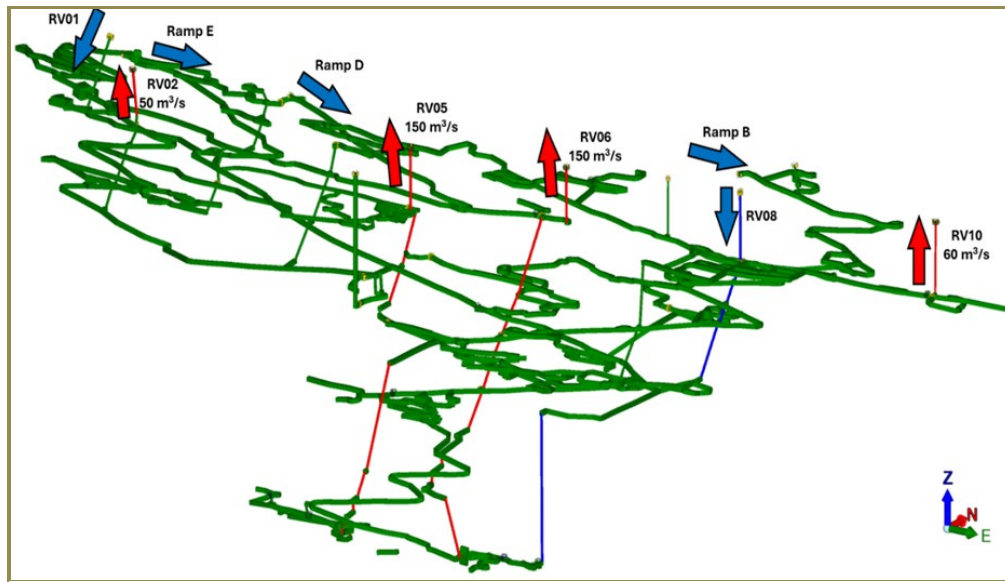 RV01
Ramp E
Ramp D
RV02
50 m³/s
RV05
150 m³/s
RV06
150 m³/s
Ramp B
RV08
RV10
60 m³/s
Z
N
E